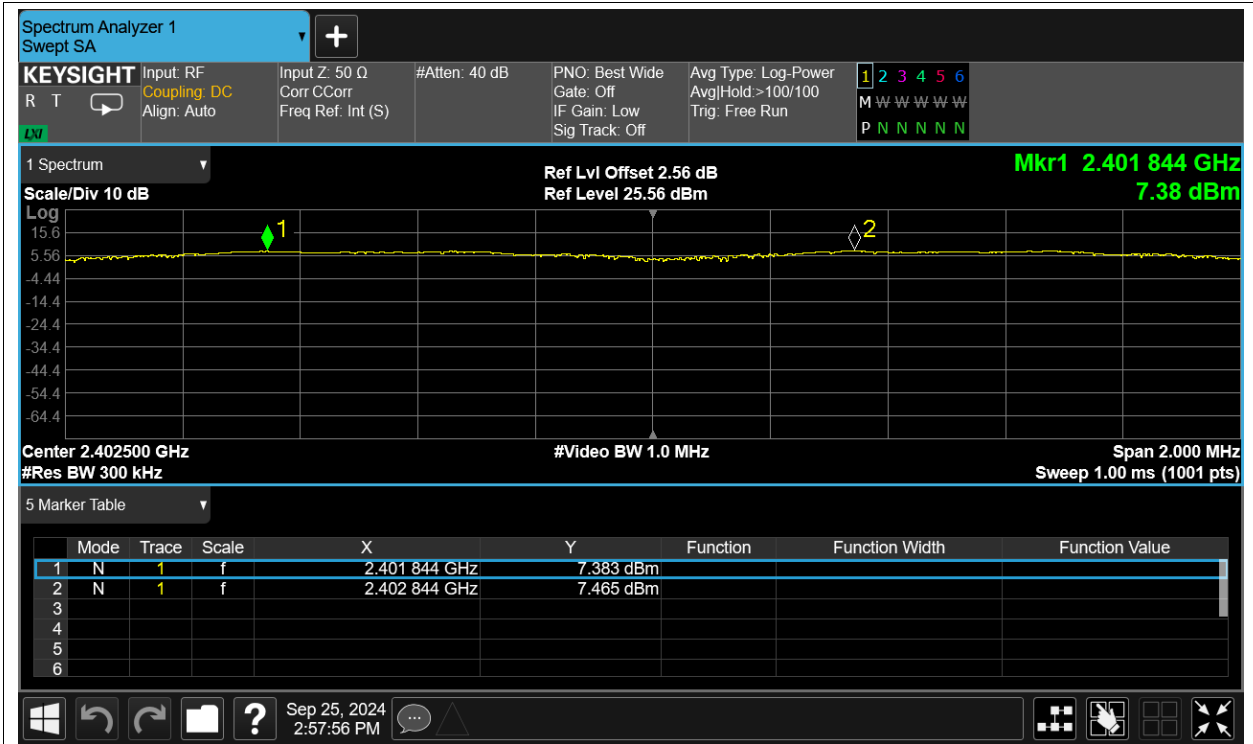 Spectrum Analyzer 1
Swept SA
KEYSIGHT
R T
LXI
Input: RF
Coupling: DC
Align: Auto
Input Z: 50 Ω
Corr CCorr
Freq Ref: Int (S)
#Atten: 40 dB
PNO: Best Wide
Gate: Off
IF Gain: Low
Sig Track: Off
Avg Type: Log-Power
Avg|Hold:>100/100
Trig: Free Run
1 2 3 4 5 6
M W W W W W
P N N N N N
1 Spectrum
Scale/Div 10 dB
Ref Lvl Offset 2.56 dB
Ref Level 25.56 dBm
Mkr1 2.401 844 GHz
7.38 dBm
Log
15.6
5.56
-4.44
-14.4
-24.4
-34.4
-44.4
-54.4
-64.4
1
2
Center 2.402500 GHz
#Video BW 1.0 MHz
Span 2.000 MHz
#Res BW 300 kHz
Sweep 1.00 ms (1001 pts)
5 Marker Table
Mode Trace Scale X Y Function Function Width Function Value
1 N 1 f 2.401 844 GHz 7.383 dBm
2 N 1 f 2.402 844 GHz 7.465 dBm
3
4
5
6
?
Sep 25, 2024
2:57:56 PM